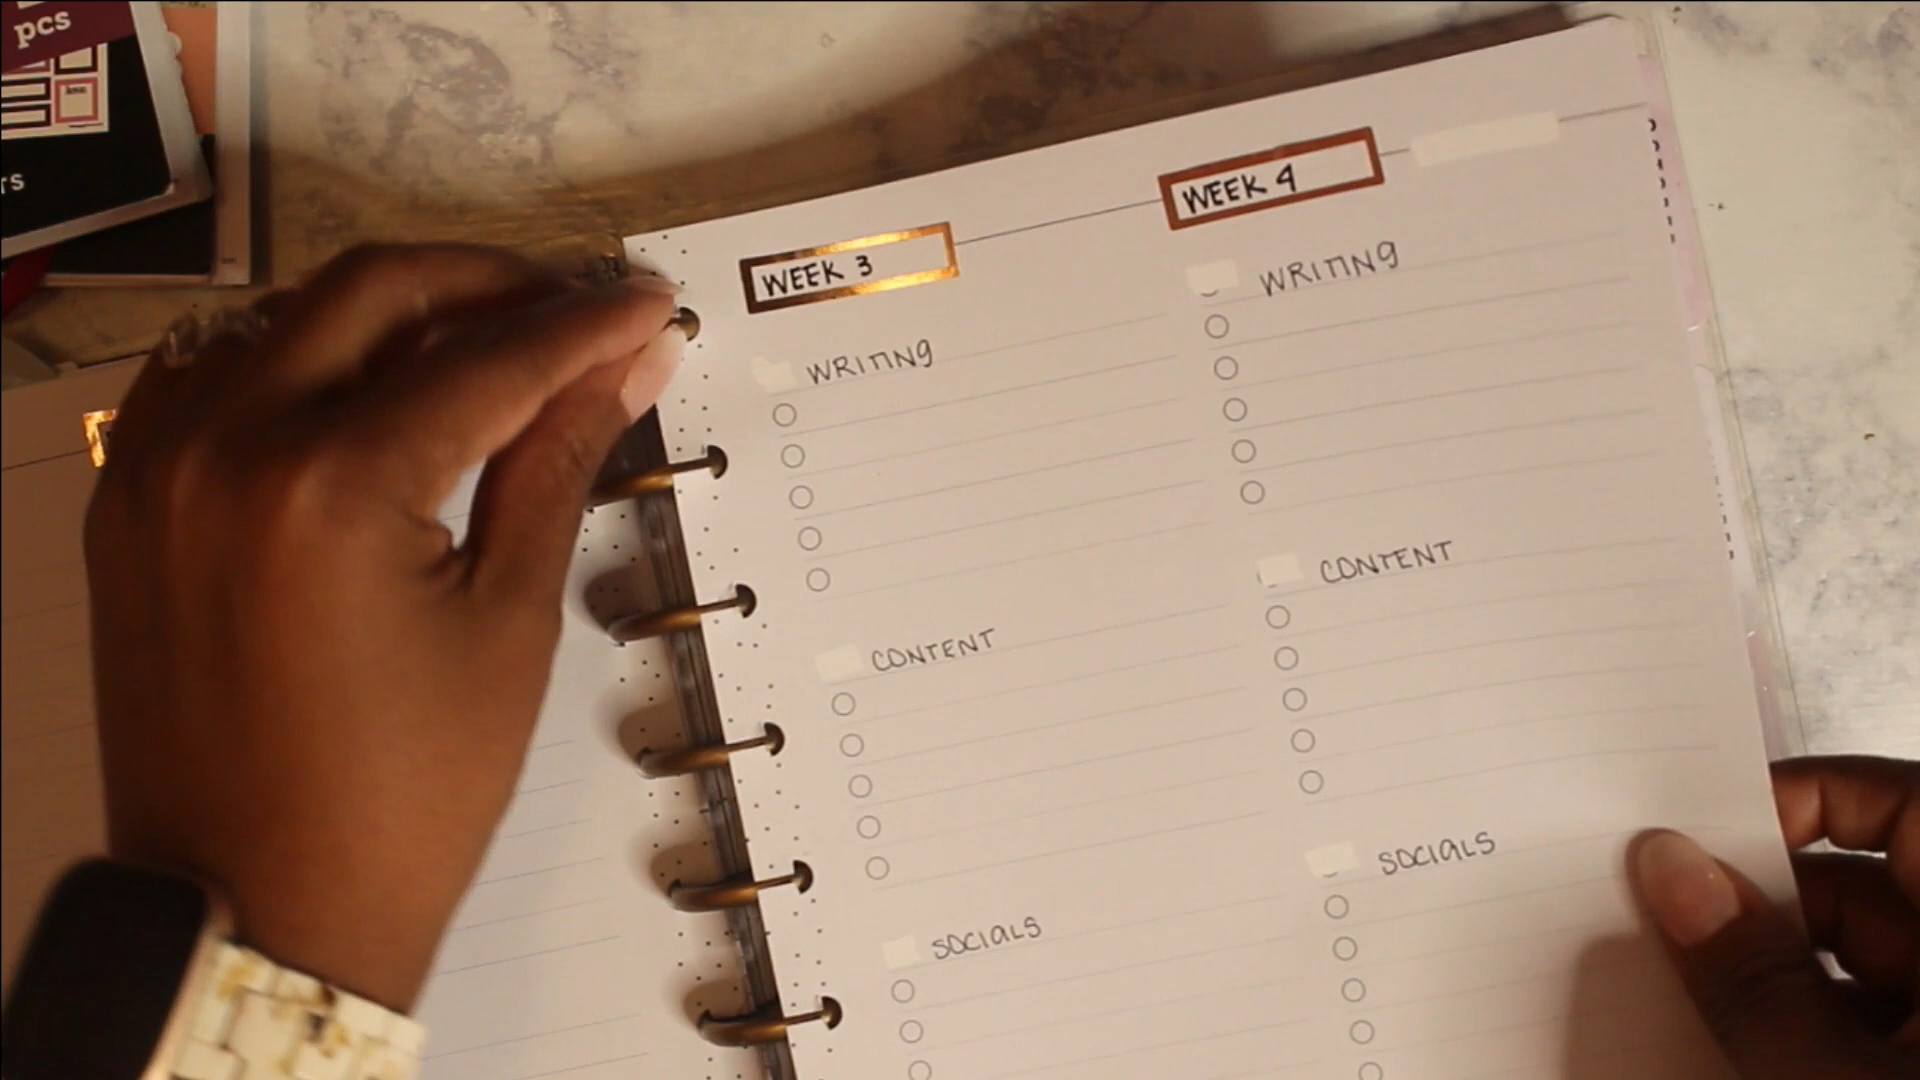 pcs
rs
WEEK 3
WRITING
CONTENT
SOCIALS
WEEK 4
WRITING
CONTENT
SOCIALS